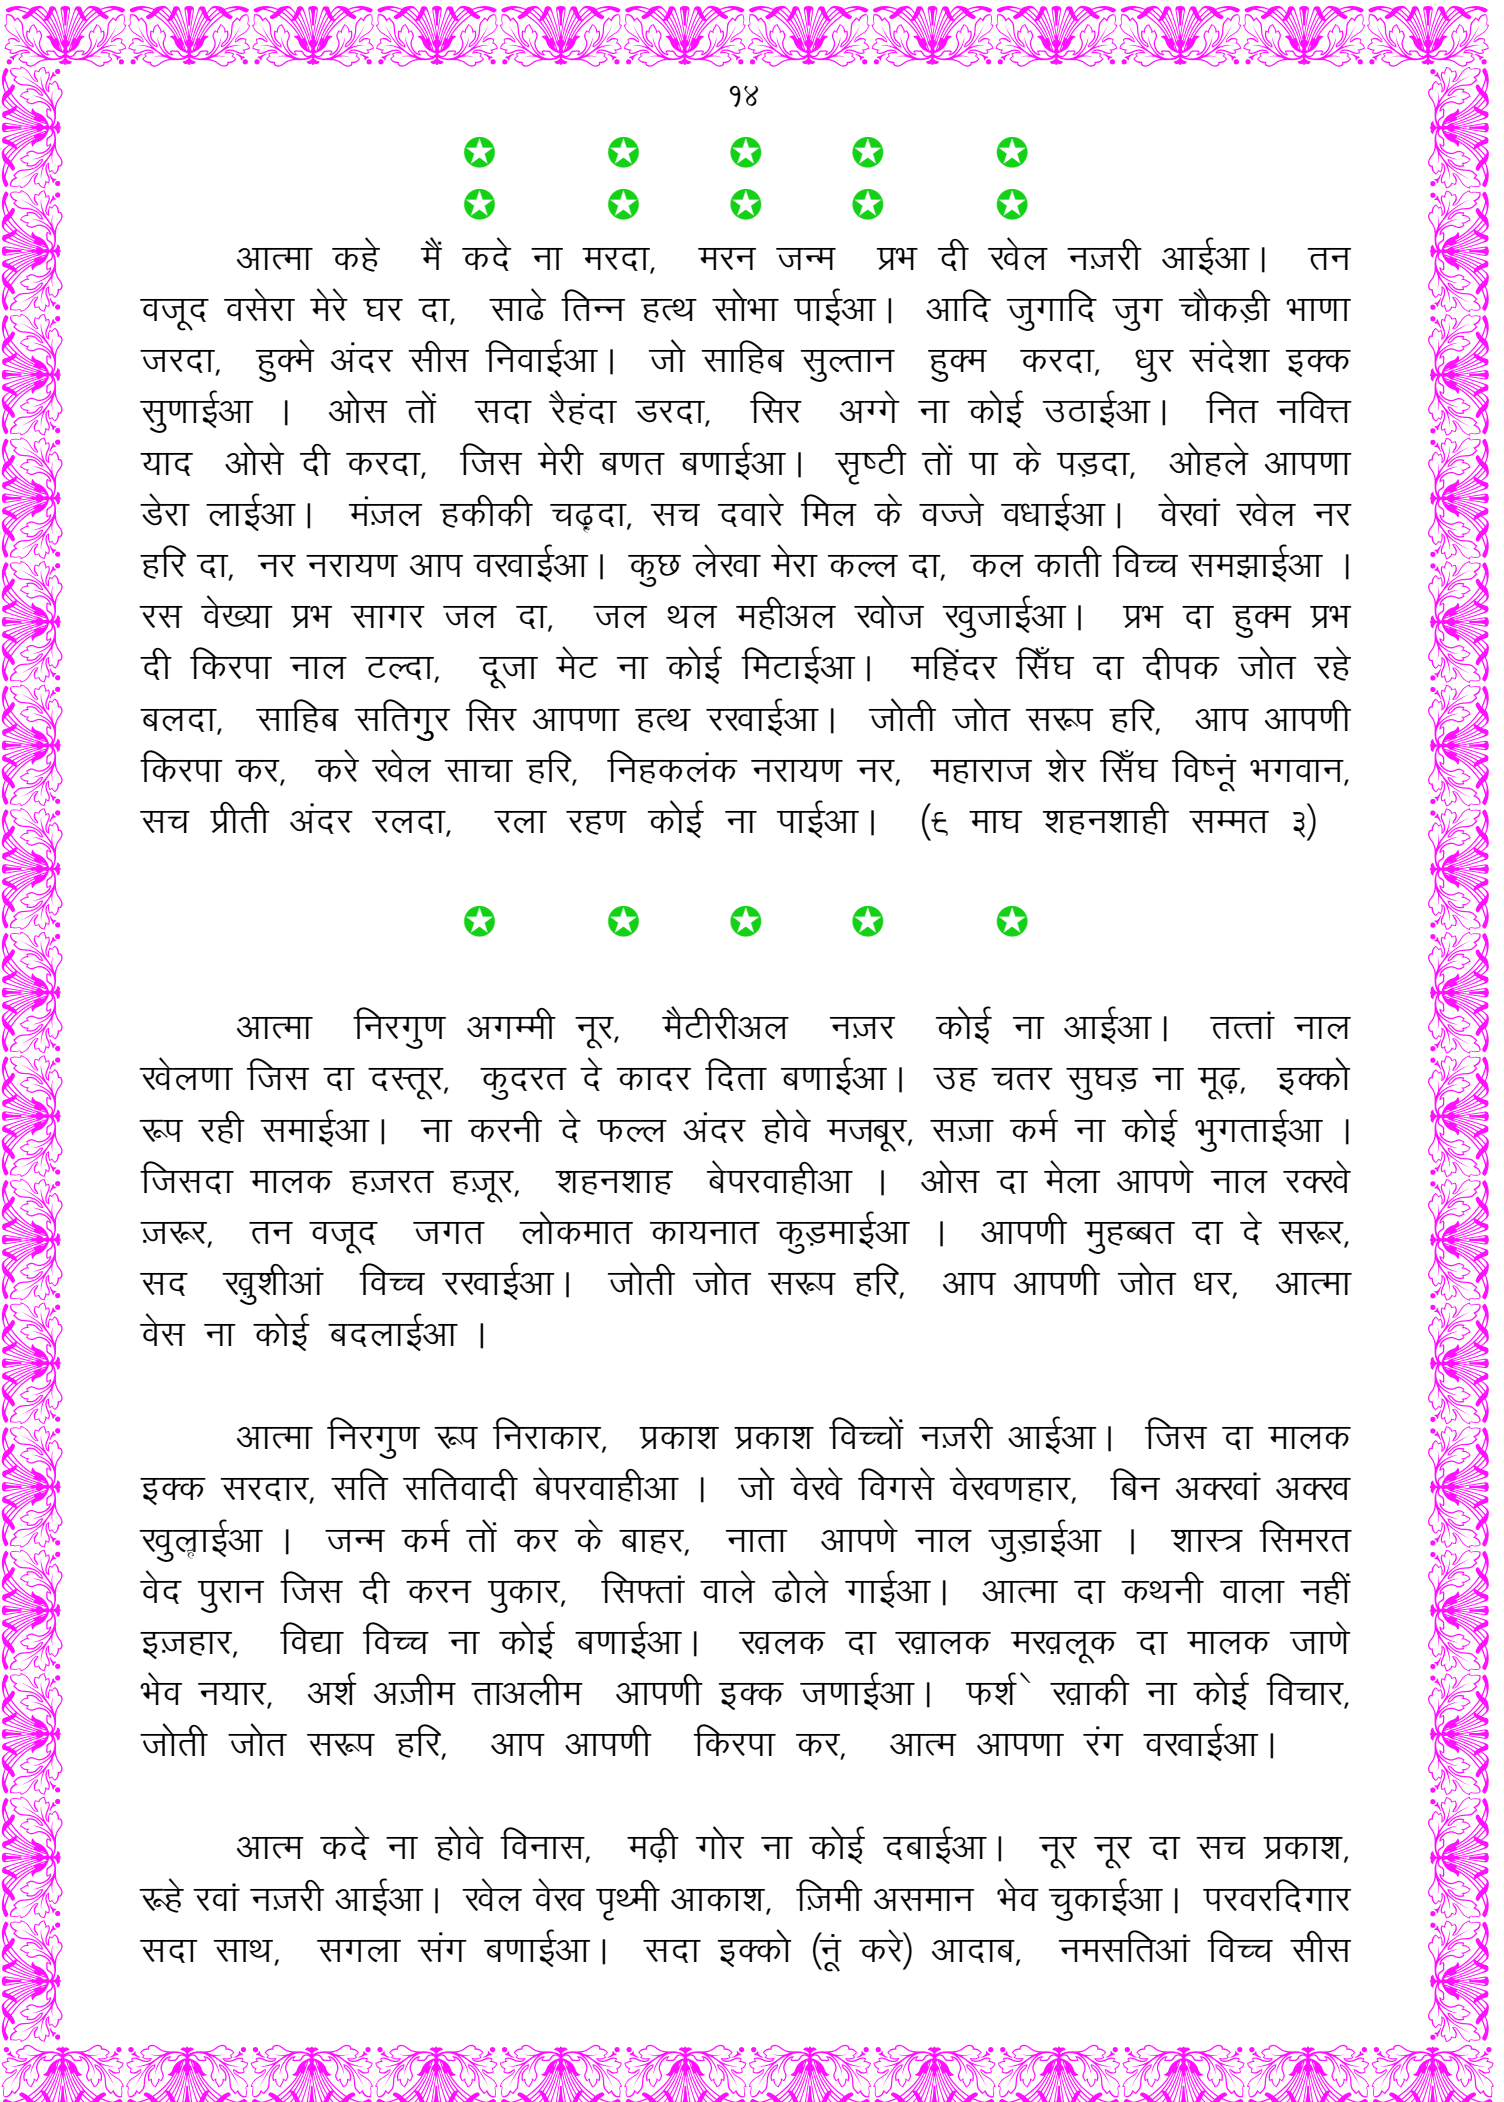 १४
आत्मा कहे मैं कदे ना मरदा, मरन जन्म प्रभ दी खेल नज़री आईआ। तन
वजूद वसेरा मेरे घर दा, साढे तिन्न हत्थ सोभा पाईआ। आदि जुगादि जुग चौकड़ी भाणा
जरदा, हुक्मे अंदर सीस निवाईआ। जो साहिब सुल्तान हुक्म करदा, धुर संदेशा इक्क
सुणाईआ । ओस तों सदा रैहंदा डरदा, सिर अग्गे ना कोई उठाईआ। नित नवित्त
याद ओसे दी करदा, जिस मेरी बणत बणाईआ। सृष्टी तों पा के पड़दा, ओहले आपणा
डेरा लाईआ। मंज़ल हकीकी चढ़्दा, सच दवारे मिल के वज्जे वधाईआ। वेखां खेल नर
हरि दा, नर नरायण आप वखाईआ। कुछ लेखा मेरा कल्ल दा, कल काती विच्च समझाईआ ।
रस वेख्या प्रभ सागर जल दा, जल थल महीअल खोज खुजाईआ। प्रभ दा हुक्म प्रभ
दी किरपा नाल टल्दा, दूजा मेट ना कोई मिटाईआ। महिंदर सिँघ दा दीपक जोत रहे
बलदा, साहिब सतिगुर सिर आपणा हत्थ रखाईआ। जोती जोत सरूप हरि, आप आपणी
किरपा कर, करे खेल साचा हरि, निहकलंक नरायण नर, महाराज शेर सिँघ विष्नूं भगवान,
सच प्रीती अंदर रलदा, रला रहण कोई ना पाईआ। (९ माघ शहनशाही सम्मत ३)
आत्मा निरगुण अगम्मी नूर, मैटीरीअल नज़र कोई ना आईआ। तत्तां नाल
खेलणा जिस दा दस्तूर, कुदरत दे कादर दिता बणाईआ। उह चतर सुघड़ ना मूढ़, इक्को
रूप रही समाईआ। ना करनी दे फल्ल अंदर होवे मजबूर, सज़ा कर्म ना कोई भुगताईआ ।
जिसदा मालक हज़रत हज़ूर, शहनशाह बेपरवाहीआ । ओस दा मेला आपणे नाल रक्खे
ज़रूर, तन वजूद जगत लोकमात कायनात कुड़माईआ । आपणी मुहब्बत दा दे सरूर,
सद ख़ुशीआं विच्च रखाईआ। जोती जोत सरूप हरि, आप आपणी जोत धर, आत्मा
वेस ना कोई बदलाईआ ।
आत्मा निरगुण रूप निराकार, प्रकाश प्रकाश विच्चों नज़री आईआ। जिस दा मालक
इक्क सरदार, सति सतिवादी बेपरवाहीआ । जो वेखे विगसे वेखणहार, बिन अक्खां अक्ख
खुल्हाईआ । जन्म कर्म तों कर के बाहर, नाता आपणे नाल जुड़ाईआ । शास्त्र सिमरत
वेद पुरान जिस दी करन पुकार, सिफ्तां वाले ढोले गाईआ। आत्मा दा कथनी वाला नहीं
इज़हार, विद्या विच्च ना कोई बणाईआ। ख़लक दा ख़ालक मख़लूक दा मालक जाणे
भेव नयार, अर्श अज़ीम ताअलीम आपणी इक्क जणाईआ। फर्शे ख़ाकी ना कोई विचार,
जोती जोत सरूप हरि, आप आपणी किरपा कर, आत्म आपणा रंग वखाईआ।
आत्म कदे ना होवे विनास, मढ़ी गोर ना कोई दबाईआ। नूर नूर दा सच प्रकाश,
रूहे रवां नज़री आईआ। खेल वेख पृथ्मी आकाश, ज़िमी असमान भेव चुकाईआ। परवरदिगार
सदा साथ, सगला संग बणाईआ। सदा इक्को (नूं करे) आदाब, नमसतिआं विच्च सीस